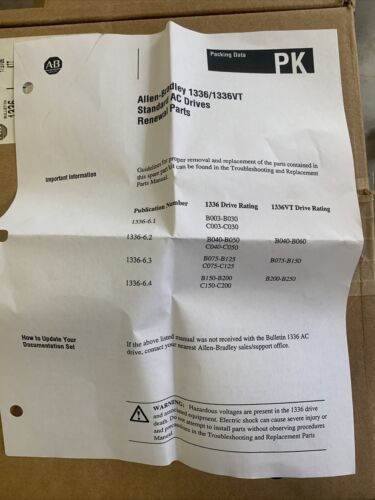 AB
Packing Data
PK
Allen-Bradley 1336/1336VT
Standard AC Drives
Renewal Parts
Important Information
Guidelines for proper removal and replacement of the parts contained in
this spare part kit can be found in the Troubleshooting and Replacement
Parts Manual.
Publication Number 1336 Drive Rating 1336VT Drive Rating
1336-6.1 B003-B030
C003-C030
1336-6.2 B040-B050 B040-B060
C040-C050
1336-6.3 B075-B125 B075-B150
C075-C125
1336-6.4 B150-B200 B200-B250
C150-C200
How to Update Your
Documentation Set
If the above listed manual was not received with the Bulletin 1336 AC
drive, contact your nearest Allen-Bradley sales/support office.
WARNING: Hazardous voltages are present in the 1336 drive
and associated equipment. Electric shock can cause severe injury or
death. Do not attempt to install parts without observing procedures
and precautions in the Troubleshooting and Replacement Parts
Manual.
1336